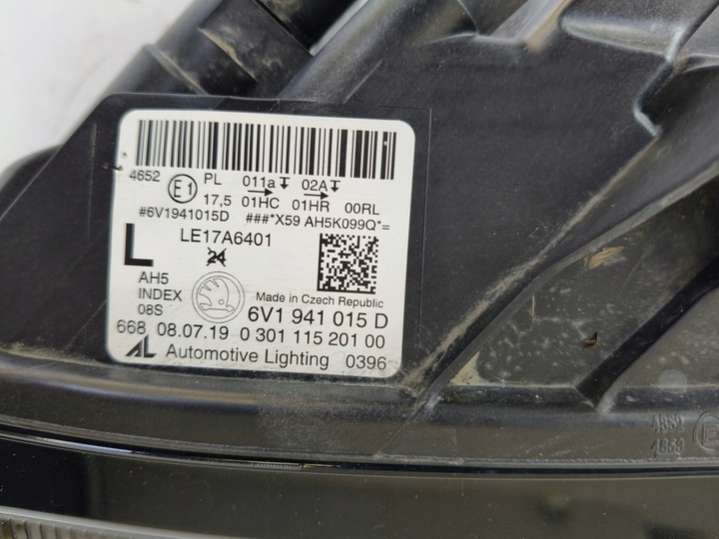 4652 E1 PL 011a 02A
17,5 01HC 01HR 00RL
#6V1941015D ###*X59 AH5K099Q*=
L LE17A6401
24
AH5
INDEX
08S
Made in Czech Republic
6V1 941 015 D
668 08.07.19 0 301 115 201 00
AL Automotive Lighting 0396